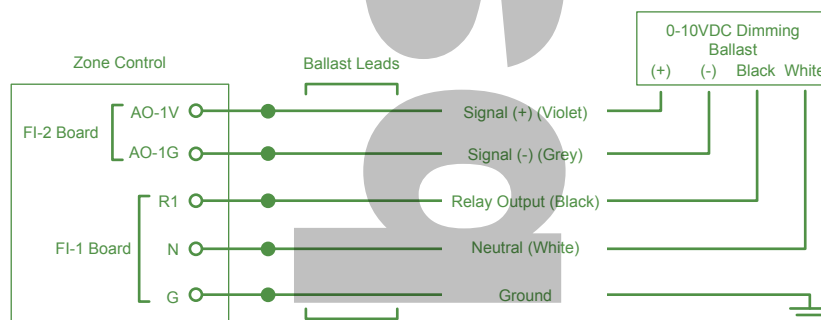 0-10VDC Dimming
Ballast
(+) (-) Black White
Zone Control
Ballast Leads
FI-2 Board
AO-1V
Signal (+) (Violet)
AO-1G
Signal (-) (Grey)
FI-1 Board
R1
Relay Output (Black)
N
Neutral (White)
G
Ground